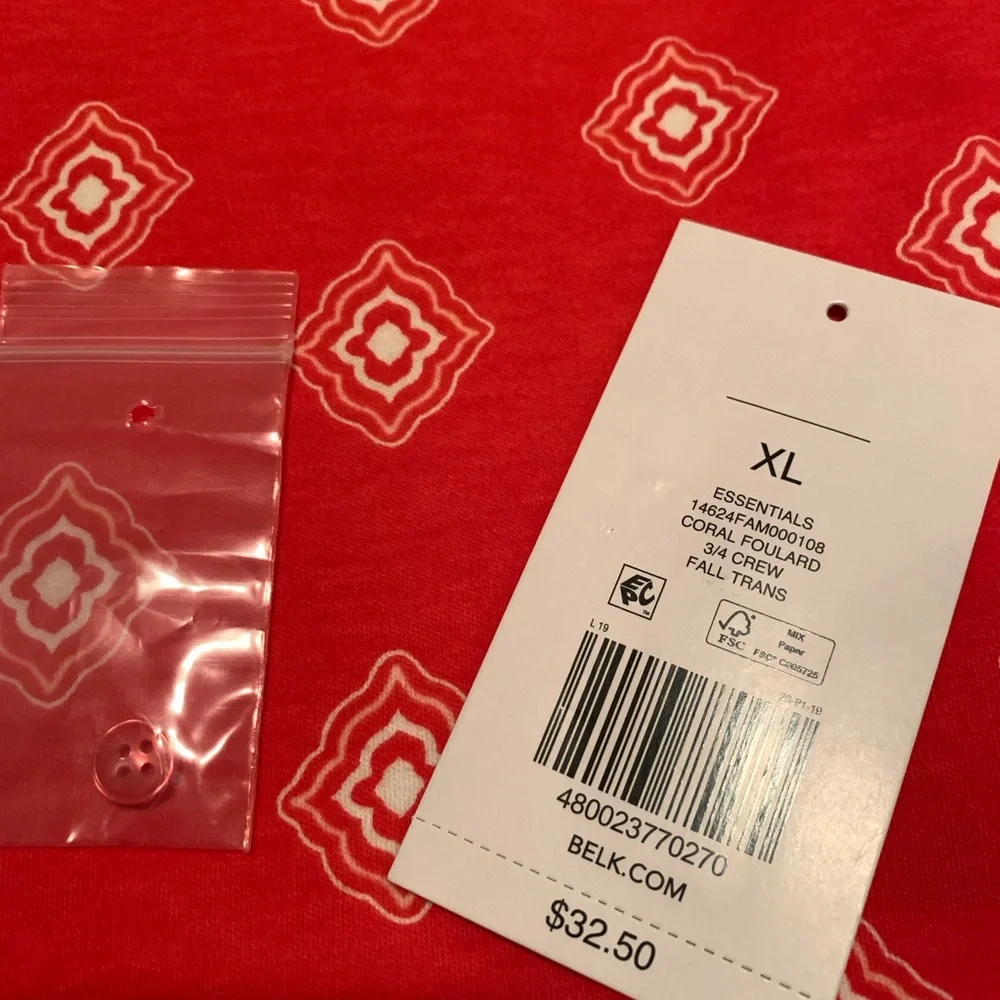 XL
ESSENTIALS
14624FAM000108
CORAL FOULARD
3/4 CREW
FALL TRANS
EPC™
FSC
MIX
Paper
FSC® C005725
L 19
480023770270
BELK.COM
$32.50